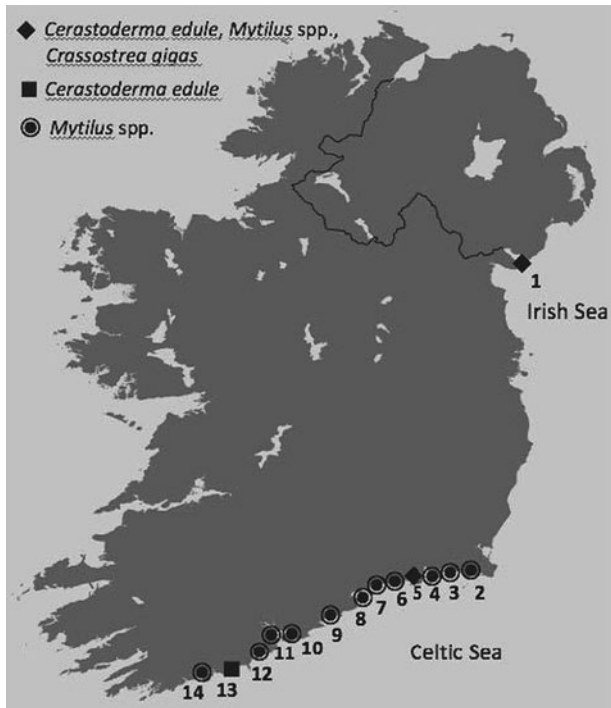 Cerastoderma edule, Mytilus spp.,
Crassostrea gigas
Cerastoderma edule
Mytilus spp.
1
Irish Sea
2
3
4
5
6
7
8
9
10
11
12
13
14
Celtic Sea